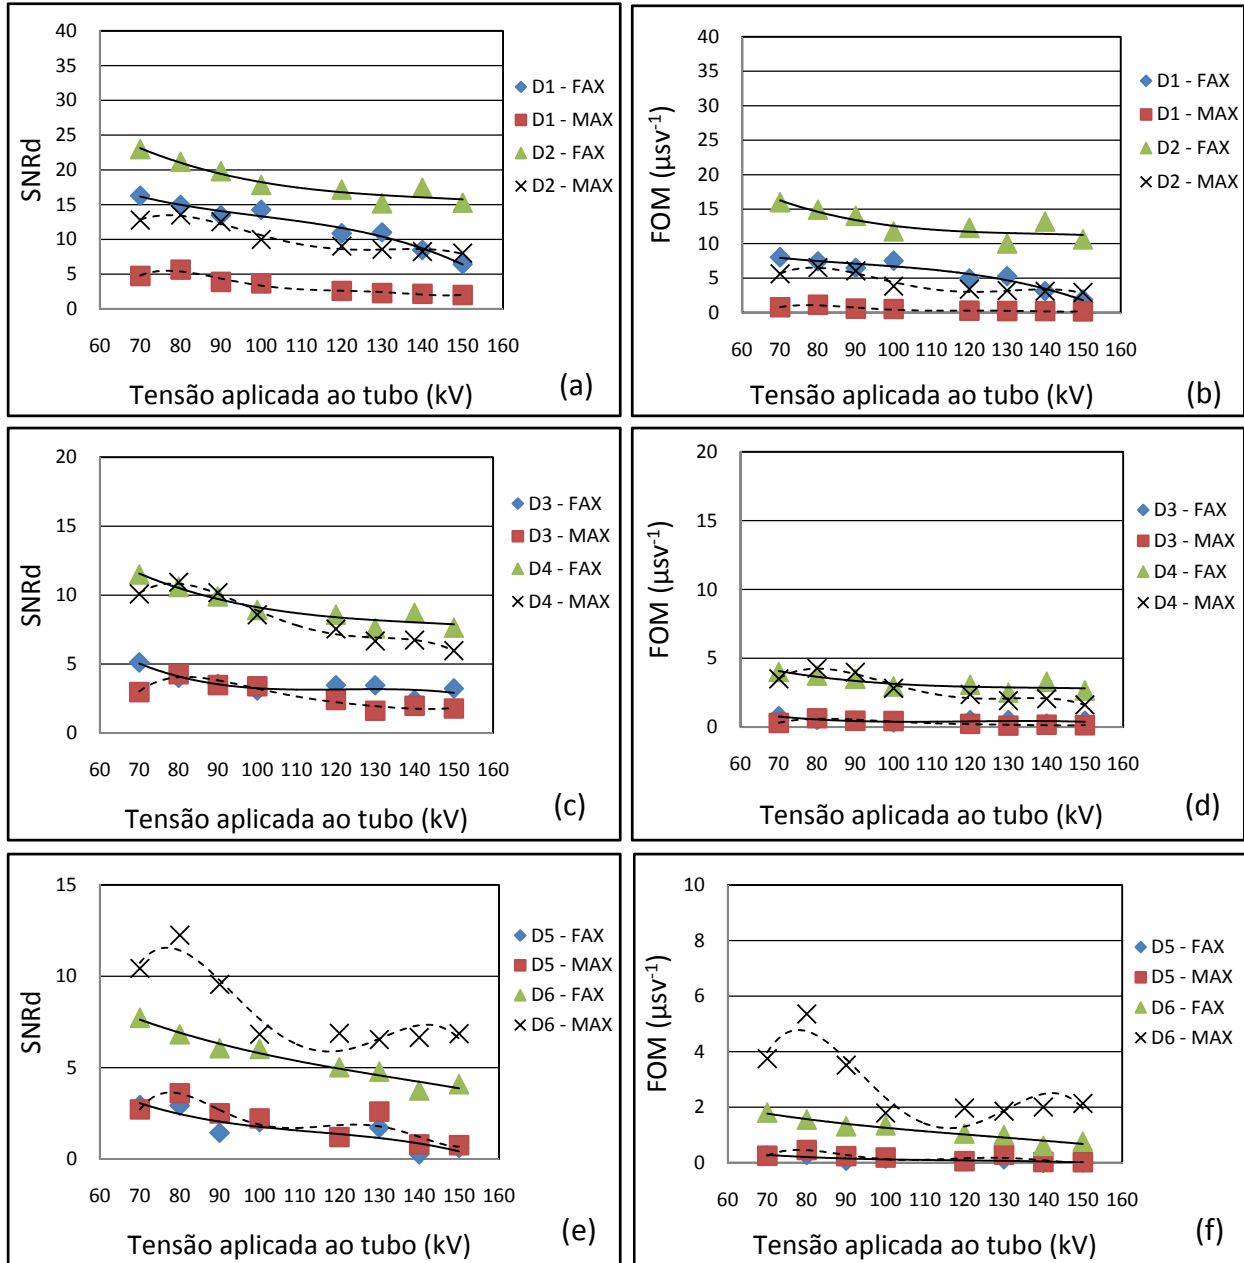 SNRd
40
35
30
25
20
15
10
5
0
60 70 80 90 100 120 130 140 150 160
Tensão aplicada ao tubo (kV)
D1 - FAX
D1 - MAX
D2 - FAX
D2 - MAX
(a)
FOM (µsv⁻¹)
40
35
30
25
20
15
10
5
0
60 70 80 90 100 120 130 140 150 160
Tensão aplicada ao tubo (kV)
D1 - FAX
D1 - MAX
D2 - FAX
D2 - MAX
(b)
SNRd
20
15
10
5
0
60 70 80 90 100 120 130 140 150 160
Tensão aplicada ao tubo (kV)
D3 - FAX
D3 - MAX
D4 - FAX
D4 - MAX
(c)
FOM (µsv⁻¹)
20
15
10
5
0
60 70 80 90 100 120 130 140 150 160
Tensão aplicada ao tubo (kV)
D3 - FAX
D3 - MAX
D4 - FAX
D4 - MAX
(d)
SNRd
15
10
5
0
60 70 80 90 100 120 130 140 150 160
Tensão aplicada ao tubo (kV)
D5 - FAX
D5 - MAX
D6 - FAX
D6 - MAX
(e)
FOM (µsv⁻¹)
10
8
6
4
2
0
60 70 80 90 100 120 130 140 150 160
Tensão aplicada ao tubo (kV)
D5 - FAX
D5 - MAX
D6 - FAX
D6 - MAX
(f)